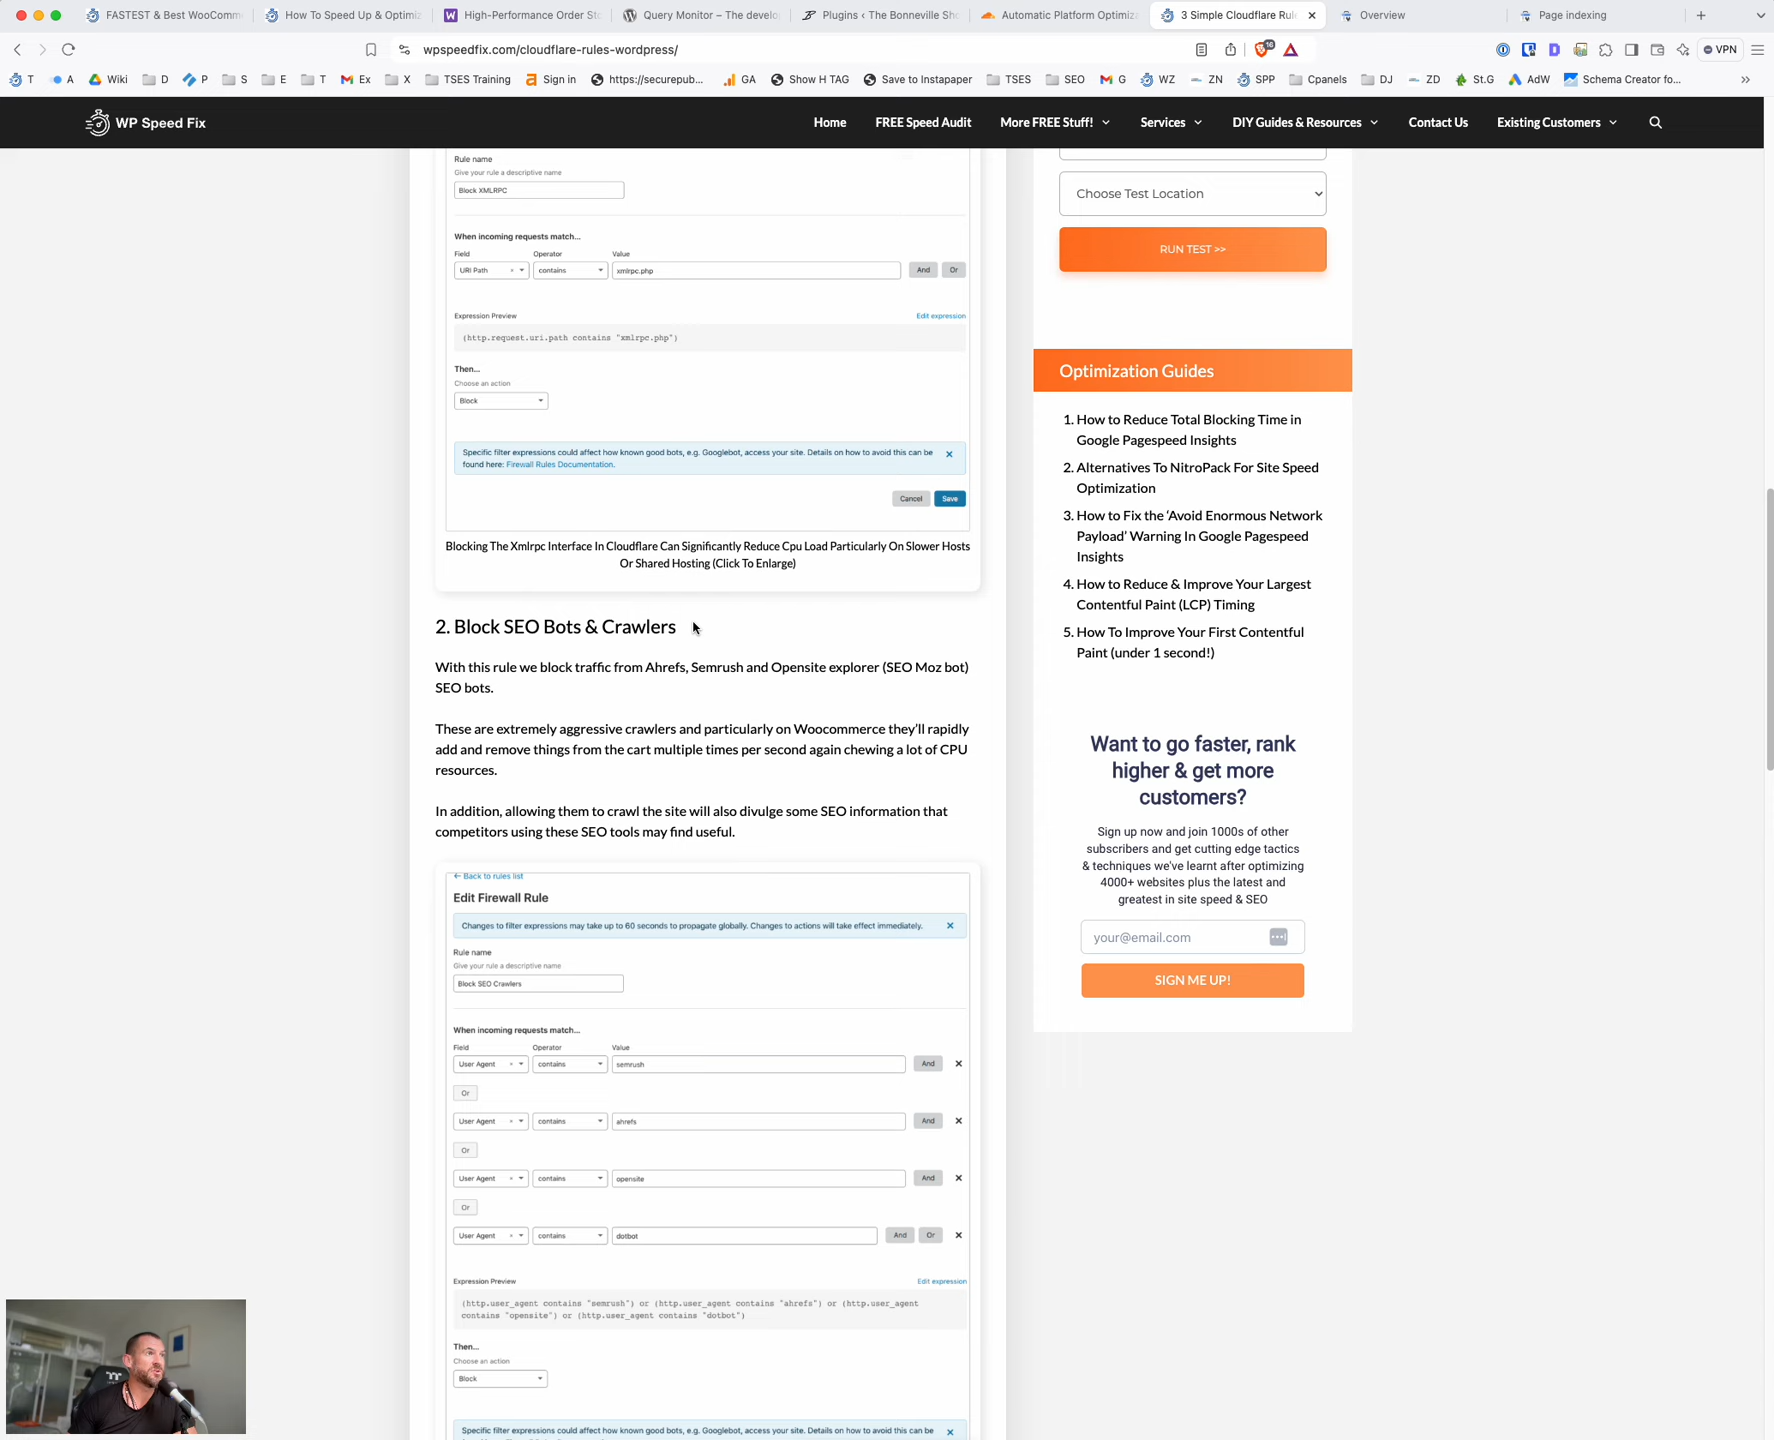 FASTEST & Best WooComm
How To Speed Up & Optimiz
High-Performance Order Sto
Query Monitor – The develo
Plugins ‹ The Bonneville Sho
Automatic Platform Optimiza
3 Simple Cloudflare Rule
Overview
Page indexing
wpspeedfix.com/cloudflare-rules-wordpress/
16
VPN
T
A
Wiki
D
P
S
E
T
Ex
X
TSES Training
Sign in
https://securepub...
GA
Show H TAG
Save to Instapaper
TSES
SEO
G
WZ
ZN
SPP
Cpanels
DJ
ZD
St.G
AdW
Schema Creator fo...
WP Speed Fix
Home
FREE Speed Audit
More FREE Stuff!
Services
DIY Guides & Resources
Contact Us
Existing Customers
Rule name
Give your rule a descriptive name
Block XMLRPC
When incoming requests match...
Field Operator Value
URI Path contains xmlrpc.php And Or
Expression Preview Edit expression
(http.request.uri.path contains "xmlrpc.php")
Then...
Choose an action
Block
Specific filter expressions could affect how known good bots, e.g. Googlebot, access your site. Details on how to avoid this can be
found here: Firewall Rules Documentation.
Cancel Save
Blocking The Xmlrpc Interface In Cloudflare Can Significantly Reduce Cpu Load Particularly On Slower Hosts
Or Shared Hosting (Click To Enlarge)
2. Block SEO Bots & Crawlers
With this rule we block traffic from Ahrefs, Semrush and Opensite explorer (SEO Moz bot)
SEO bots.
These are extremely aggressive crawlers and particularly on Woocommerce they'll rapidly
add and remove things from the cart multiple times per second again chewing a lot of CPU
resources.
In addition, allowing them to crawl the site will also divulge some SEO information that
competitors using these SEO tools may find useful.
← Back to rules list
Edit Firewall Rule
Changes to filter expressions may take up to 60 seconds to propagate globally. Changes to actions will take effect immediately.
Rule name
Give your rule a descriptive name
Block SEO Crawlers
When incoming requests match...
Field Operator Value
User Agent contains semrush And
Or
User Agent contains ahrefs And
Or
User Agent contains opensite And
Or
User Agent contains dotbot And Or
Expression Preview Edit expression
(http.user_agent contains "semrush") or (http.user_agent contains "ahrefs") or (http.user_agent
contains "opensite") or (http.user_agent contains "dotbot")
Then...
Choose an action
Block
Specific filter expressions could affect how known good bots, e.g. Googlebot, access your site. Details on how to avoid this can be
Choose Test Location
RUN TEST >>
Optimization Guides
1. How to Reduce Total Blocking Time in
Google Pagespeed Insights
2. Alternatives To NitroPack For Site Speed
Optimization
3. How to Fix the ‘Avoid Enormous Network
Payload’ Warning In Google Pagespeed
Insights
4. How to Reduce & Improve Your Largest
Contentful Paint (LCP) Timing
5. How To Improve Your First Contentful
Paint (under 1 second!)
Want to go faster, rank
higher & get more
customers?
Sign up now and join 1000s of other
subscribers and get cutting edge tactics
& techniques we've learnt after optimizing
4000+ websites plus the latest and
greatest in site speed & SEO
your@email.com
SIGN ME UP!